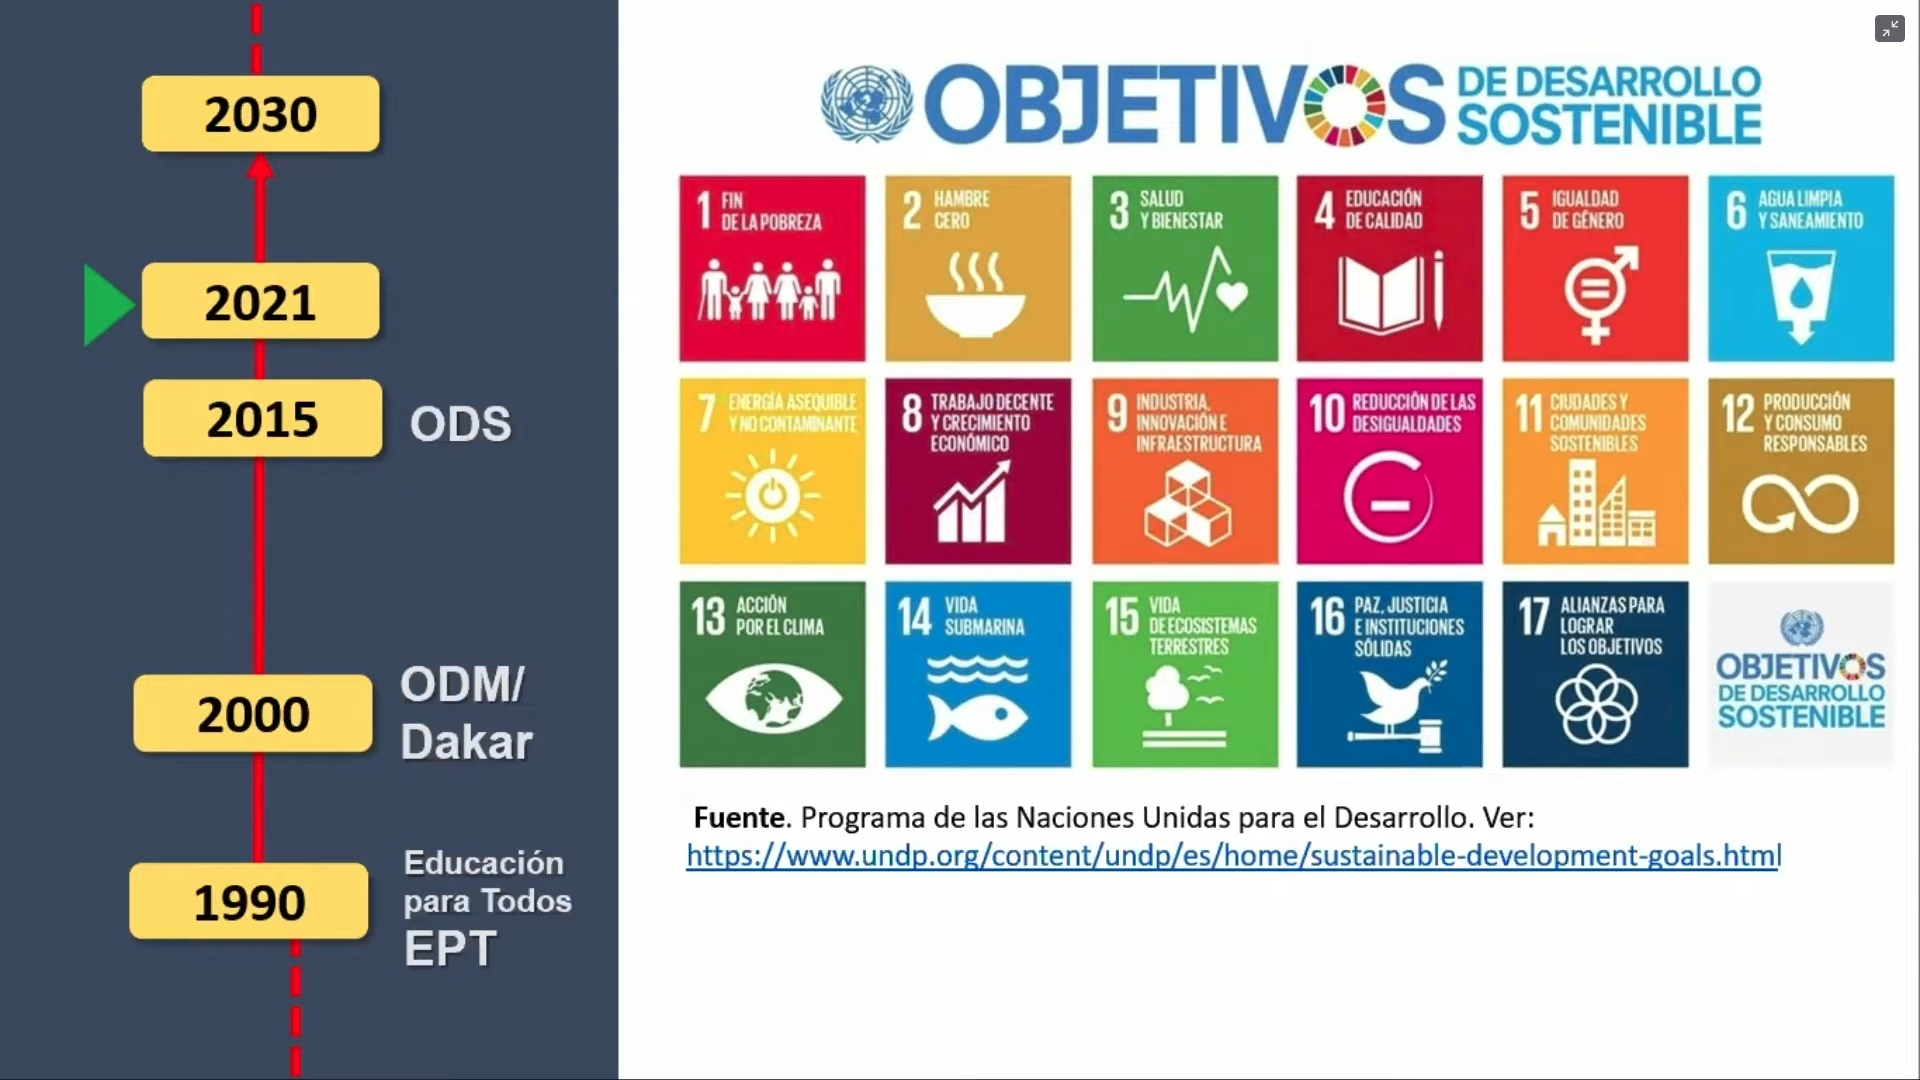 2030
2021
2015
ODS
2000
ODM/
Dakar
1990
Educación
para Todos
EPT
OBJETIVOS
DE DESARROLLO
SOSTENIBLE
1 FIN
DE LA POBREZA
2 HAMBRE
CERO
3 SALUD
Y BIENESTAR
4 EDUCACIÓN
DE CALIDAD
5 IGUALDAD
DE GÉNERO
6 AGUA LIMPIA
Y SANEAMIENTO
7 ENERGÍA ASEQUIBLE
Y NO CONTAMINANTE
8 TRABAJO DECENTE
Y CRECIMIENTO
ECONÓMICO
9 INDUSTRIA,
INNOVACIÓN E
INFRAESTRUCTURA
10 REDUCCIÓN DE LAS
DESIGUALDADES
11 CIUDADES Y
COMUNIDADES
SOSTENIBLES
12 PRODUCCIÓN
Y CONSUMO
RESPONSABLES
13 ACCIÓN
POR EL CLIMA
14 VIDA
SUBMARINA
15 VIDA
DE ECOSISTEMAS
TERRESTRES
16 PAZ, JUSTICIA
E INSTITUCIONES
SÓLIDAS
17 ALIANZAS PARA
LOGRAR
LOS OBJETIVOS
OBJETIVOS
DE DESARROLLO
SOSTENIBLE
Fuente. Programa de las Naciones Unidas para el Desarrollo. Ver:
https://www.undp.org/content/undp/es/home/sustainable-development-goals.html